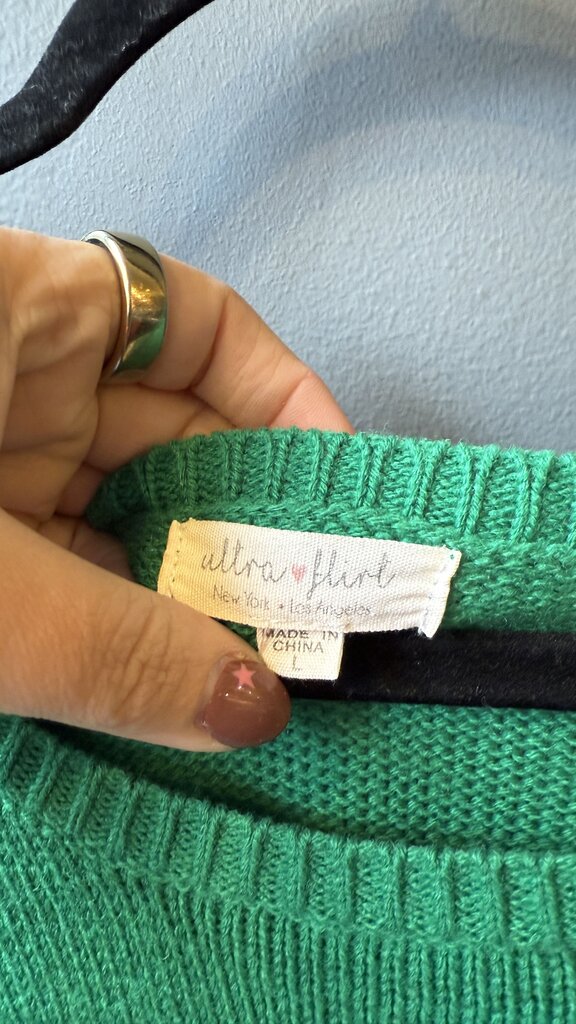 ultra flirt
New York • Los Angeles
MADE IN
CHINA
L